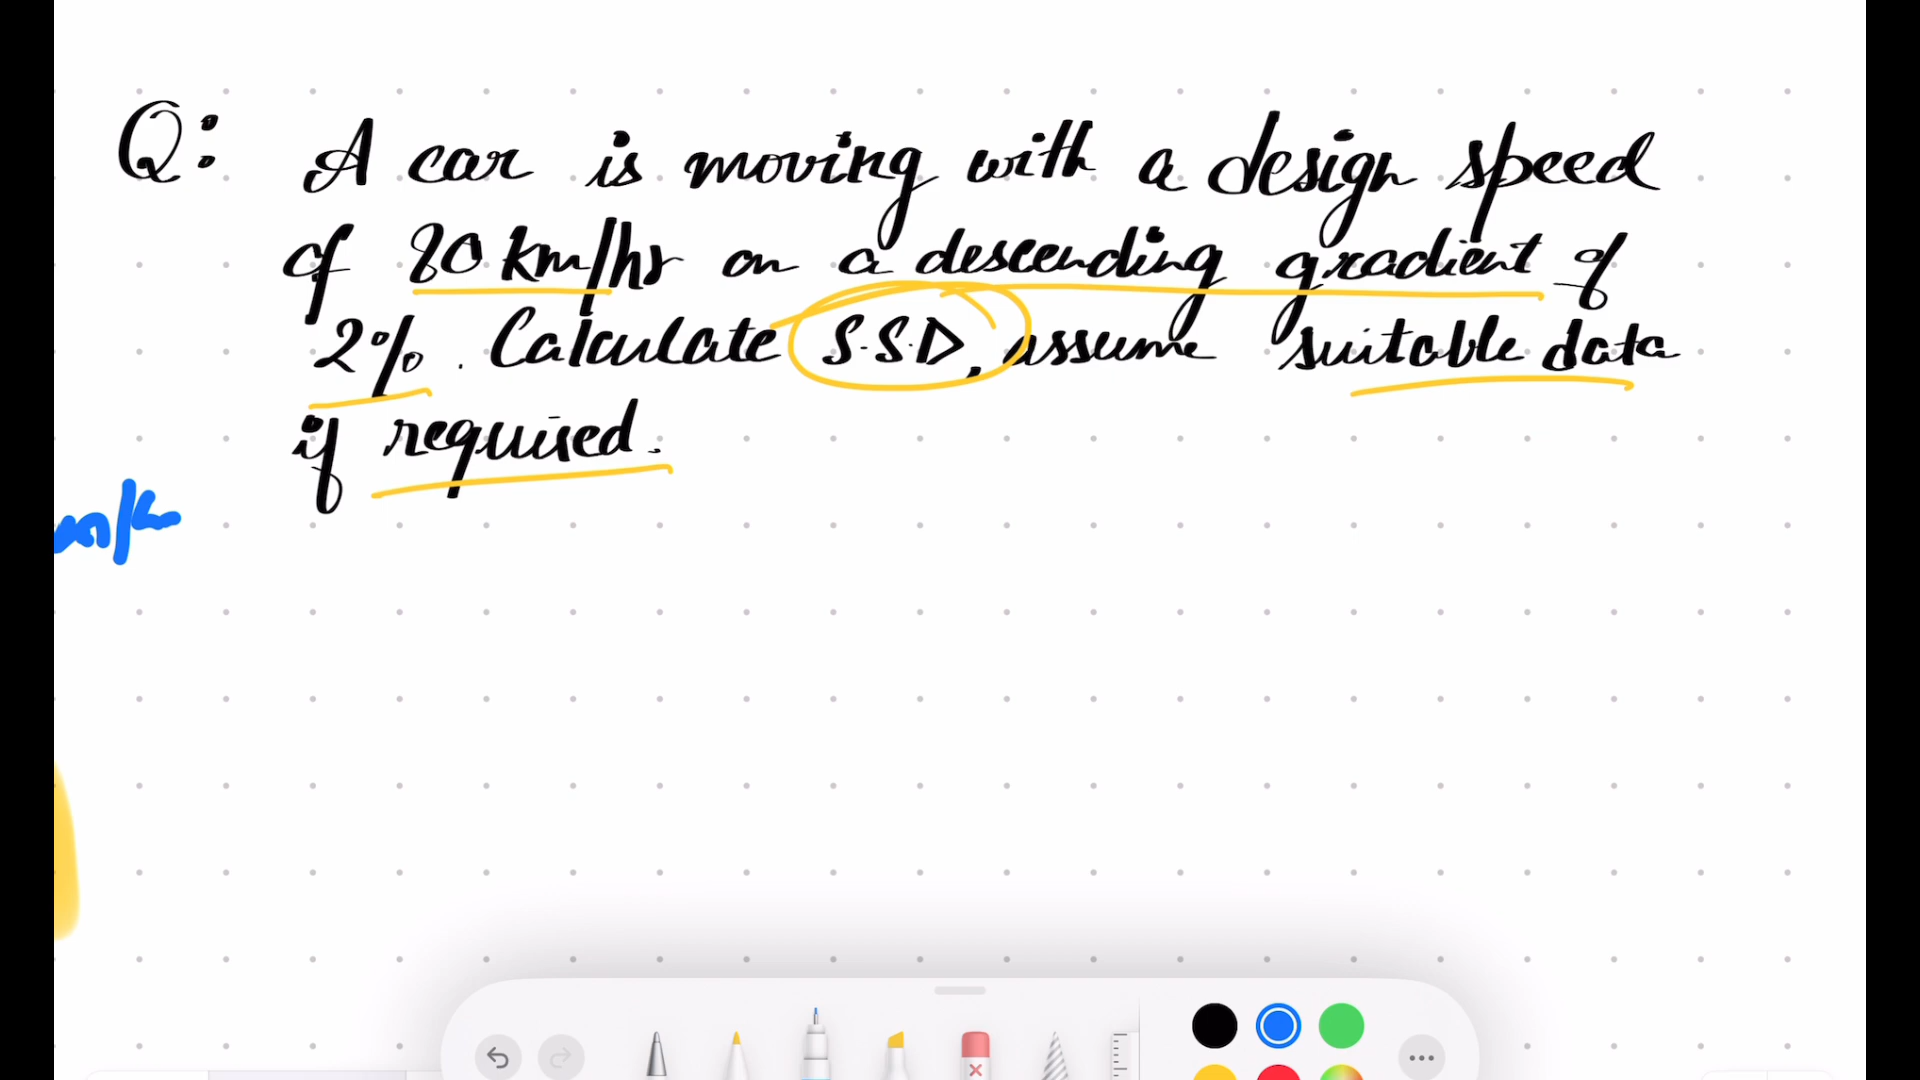 Q: A car is moving with a design speed
of 80 km/hr on a descending gradient of
2%. Calculate S.S.D, assume suitable data
if required.